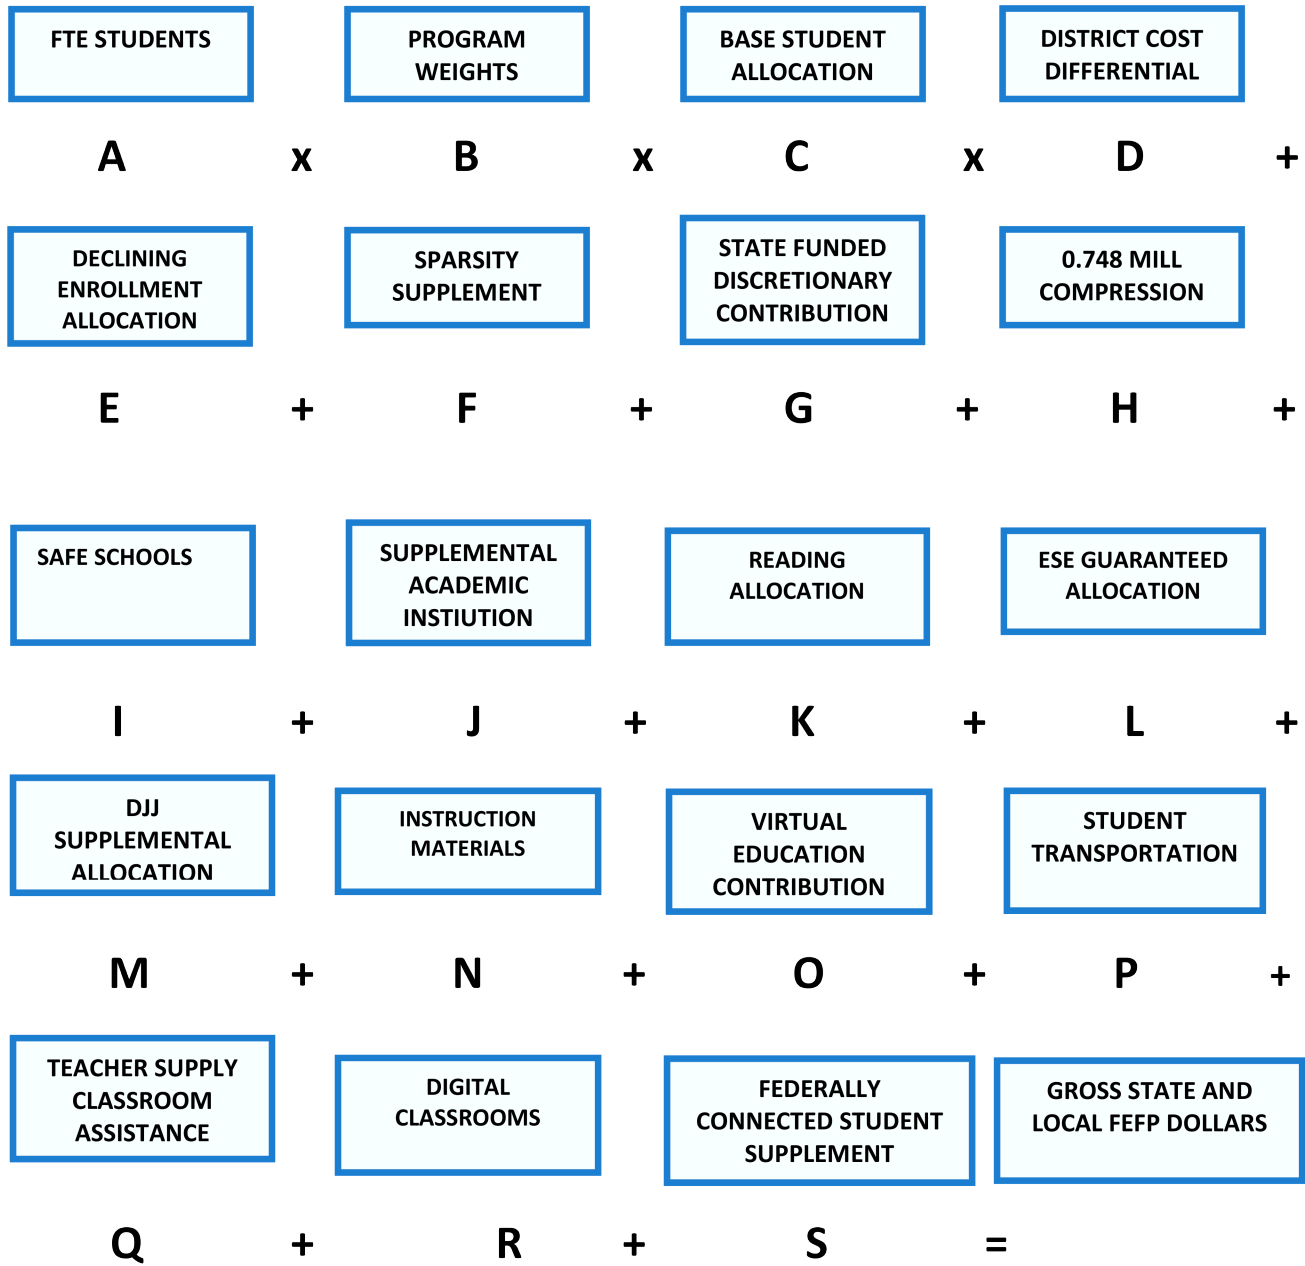 FTE STUDENTS
PROGRAM
WEIGHTS
BASE STUDENT
ALLOCATION
DISTRICT COST
DIFFERENTIAL
A x B x C x D +
DECLINING
ENROLLMENT
ALLOCATION
SPARSITY
SUPPLEMENT
STATE FUNDED
DISCRETIONARY
CONTRIBUTION
0.748 MILL
COMPRESSION
E + F + G + H +
SAFE SCHOOLS
SUPPLEMENTAL
ACADEMIC
INSTIUTION
READING
ALLOCATION
ESE GUARANTEED
ALLOCATION
I + J + K + L +
DJJ
SUPPLEMENTAL
ALLOCATION
INSTRUCTION
MATERIALS
VIRTUAL
EDUCATION
CONTRIBUTION
STUDENT
TRANSPORTATION
M + N + O + P +
TEACHER SUPPLY
CLASSROOM
ASSISTANCE
DIGITAL
CLASSROOMS
FEDERALLY
CONNECTED STUDENT
SUPPLEMENT
GROSS STATE AND
LOCAL FEFP DOLLARS
Q + R + S =